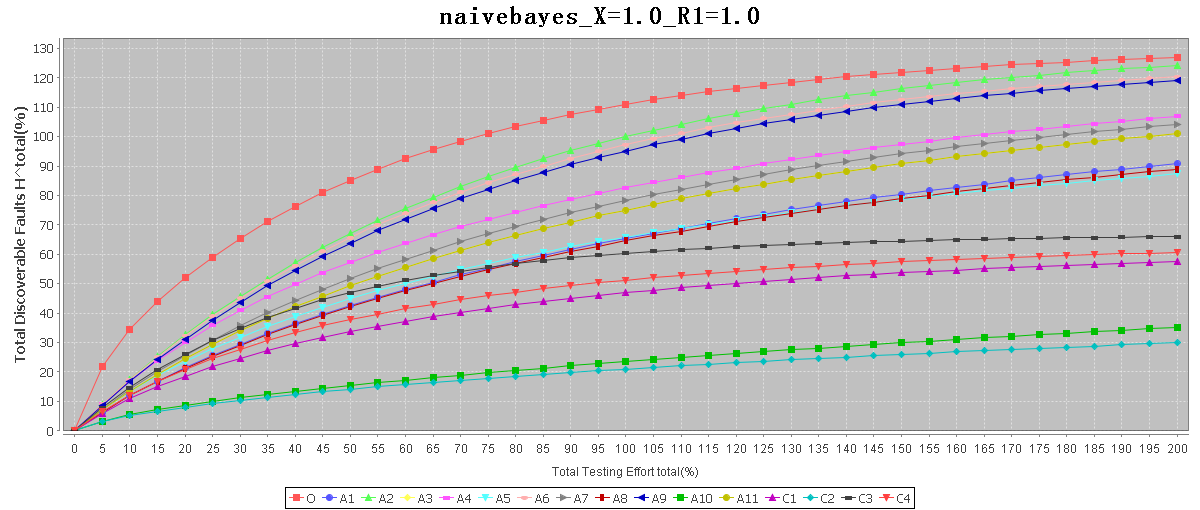 naivebayes_X=1.0_R1=1.0
Total Discoverable Faults H^total(%)
130
120
110
100
90
80
70
60
50
40
30
20
10
0
0 5 10 15 20 25 30 35 40 45 50 55 60 65 70 75 80 85 90 95 100 105 110 115 120 125 130 135 140 145 150 155 160 165 170 175 180 185 190 195 200
Total Testing Effort total(%)
O A1 A2 A3 A4 A5 A6 A7 A8 A9 A10 A11 C1 C2 C3 C4